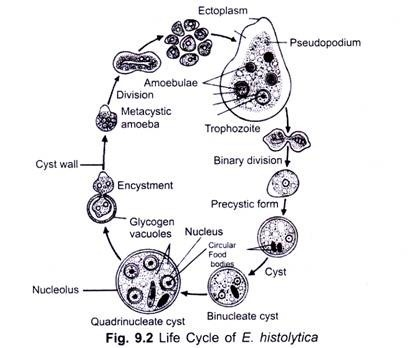 Ectoplasm
Pseudopodium
Amoebulae
Division
Metacystic
amoeba
Trophozoite
Binary division
Cyst wall
Encystment
Precystic form
Glycogen
vacuoles
Nucleus
Circular
Food
bodies
Cyst
Nucleolus
Binucleate cyst
Quadrinucleate cyst
Fig. 9.2 Life Cycle of E. histolytica